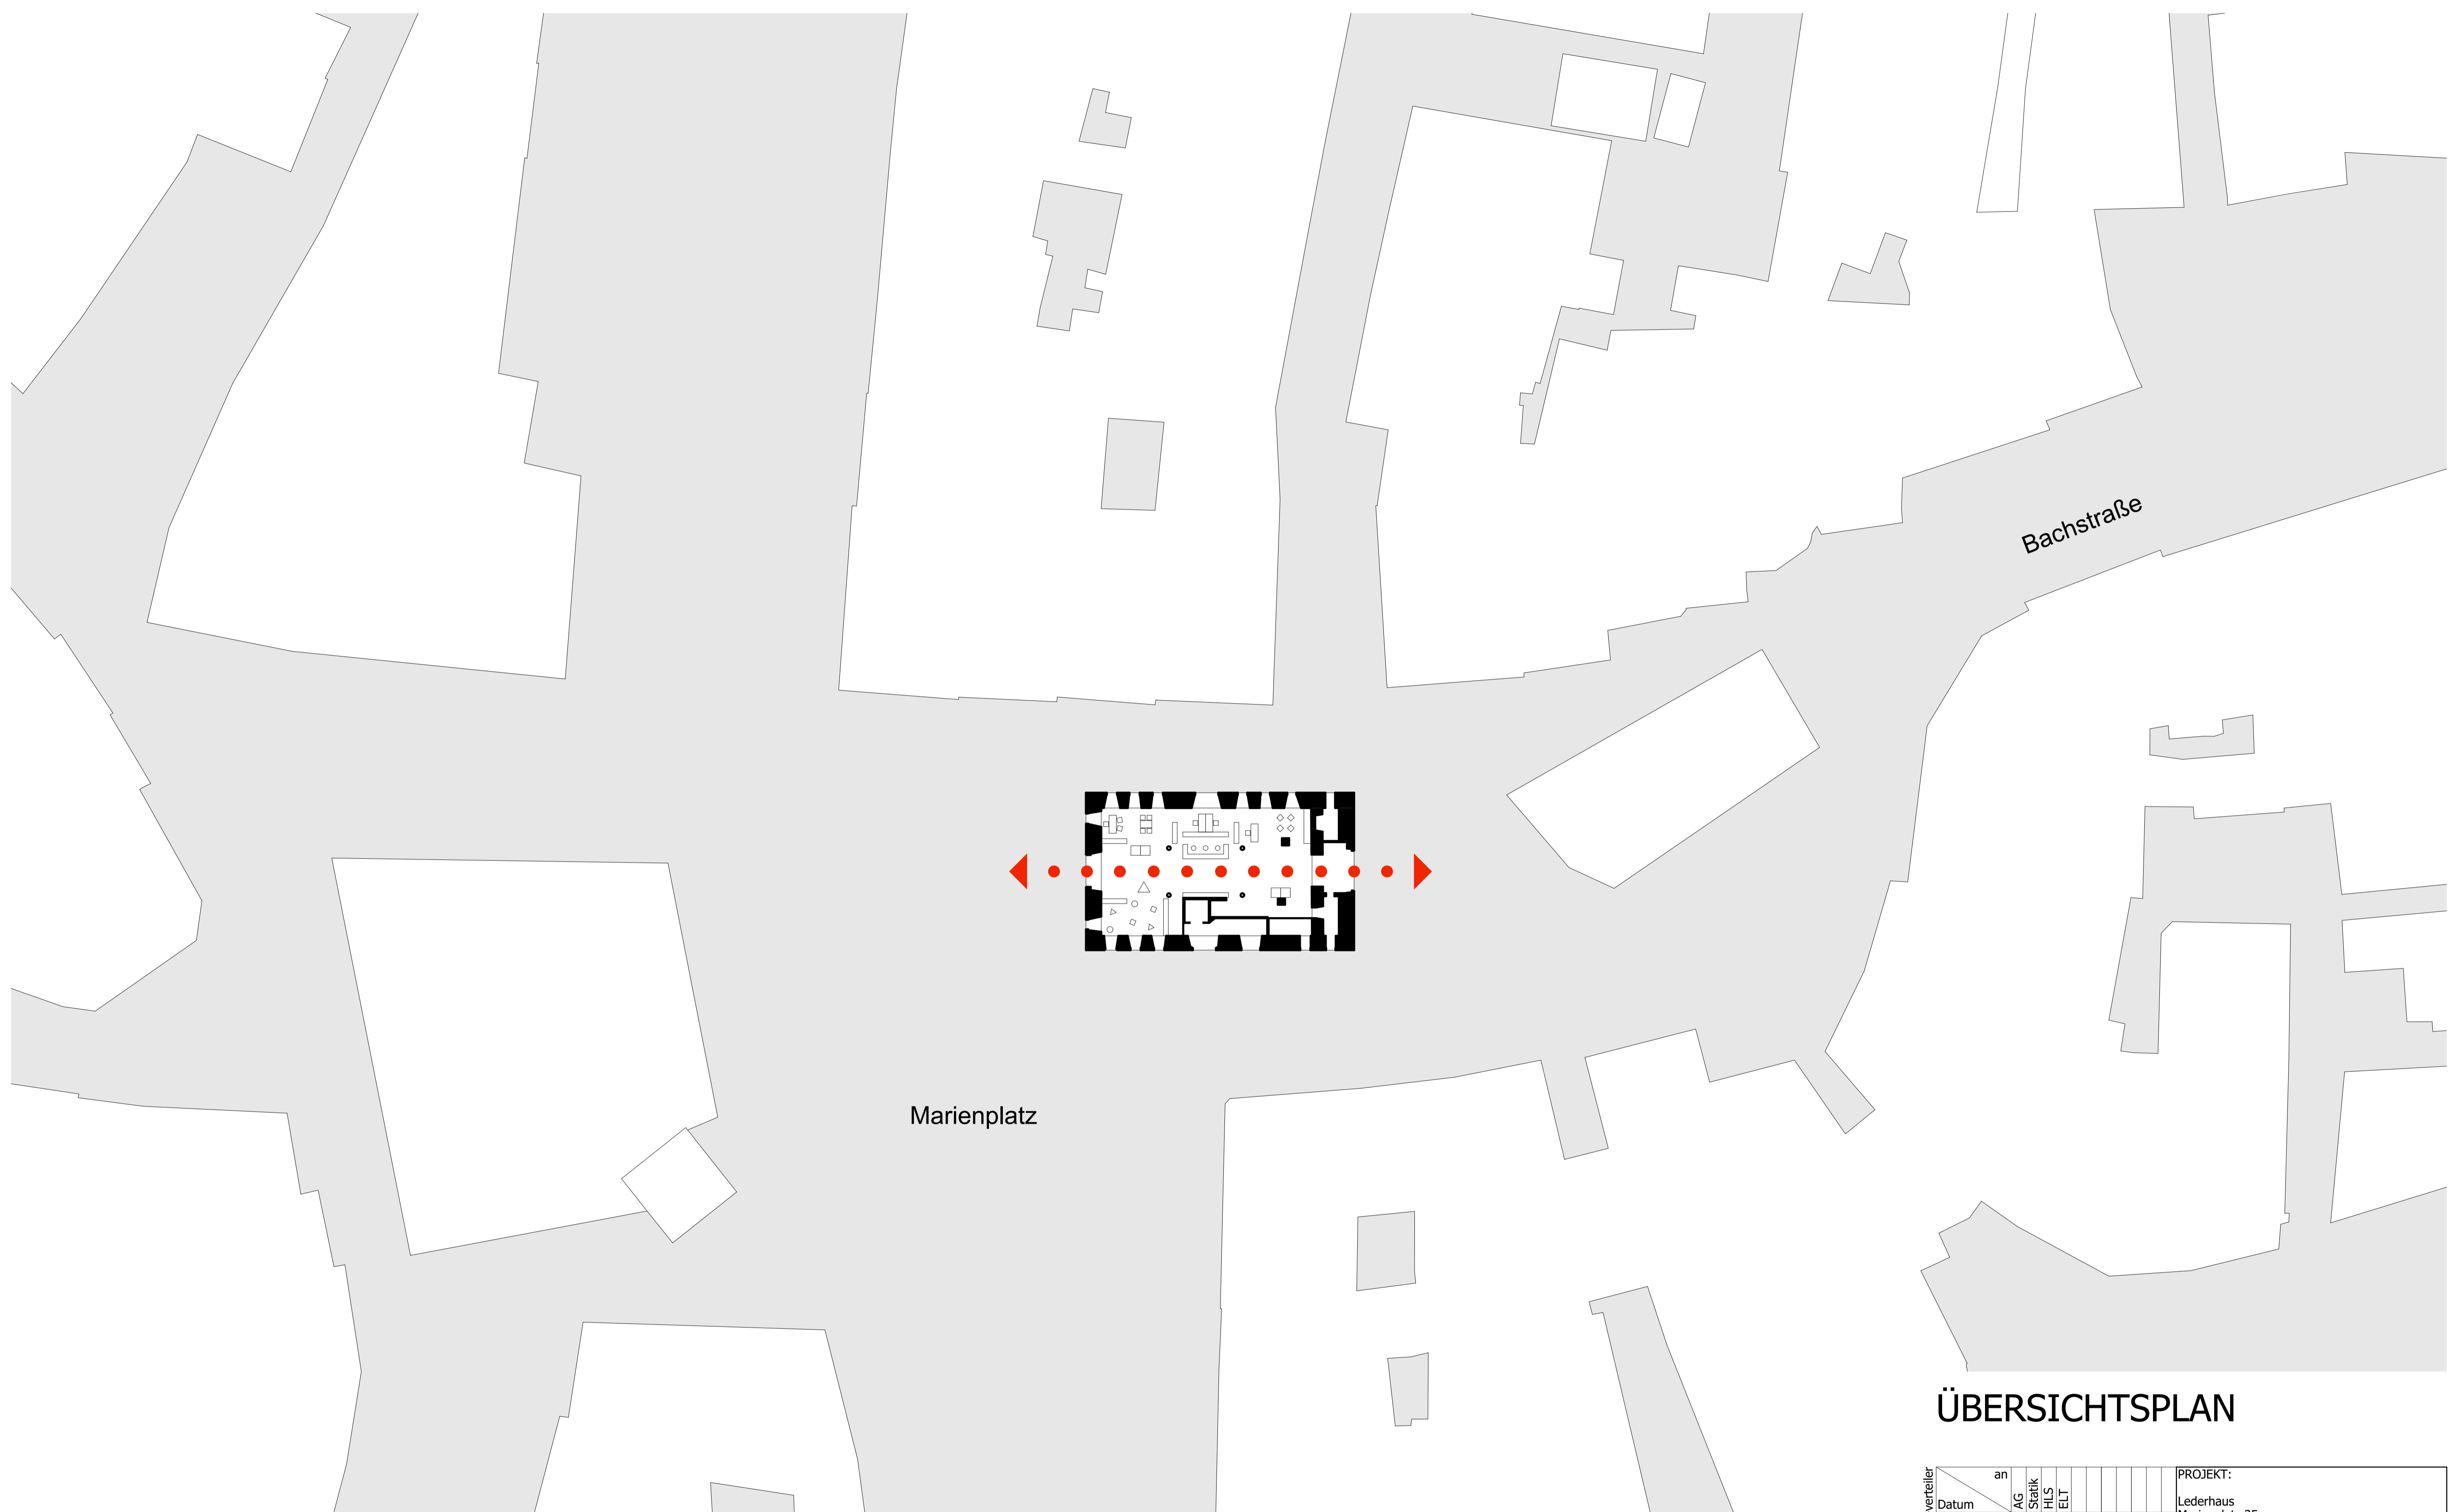 Bachstraße
Marienplatz
ÜBERSICHTSPLAN
verteiler
an
Datum
AG
Statik
HLS
ELT
PROJEKT:
Lederhaus